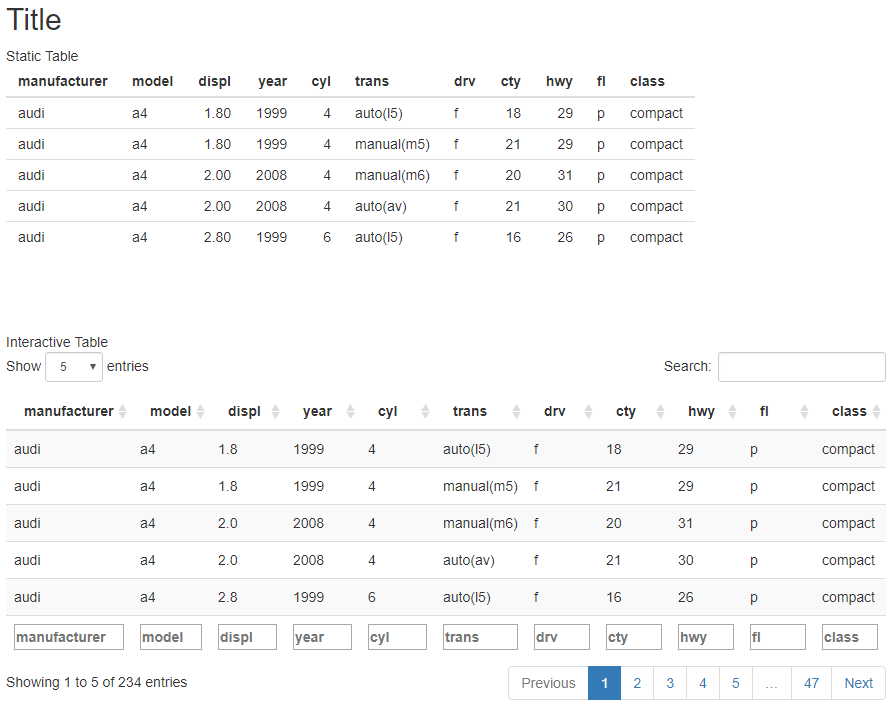 Title
Static Table
manufacturer model displ year cyl trans drv cty hwy fl class
audi a4 1.80 1999 4 auto(l5) f 18 29 p compact
audi a4 1.80 1999 4 manual(m5) f 21 29 p compact
audi a4 2.00 2008 4 manual(m6) f 20 31 p compact
audi a4 2.00 2008 4 auto(av) f 21 30 p compact
audi a4 2.80 1999 6 auto(l5) f 16 26 p compact
Interactive Table
Show 5 entries Search:
manufacturer model displ year cyl trans drv cty hwy fl class
audi a4 1.8 1999 4 auto(l5) f 18 29 p compact
audi a4 1.8 1999 4 manual(m5) f 21 29 p compact
audi a4 2.0 2008 4 manual(m6) f 20 31 p compact
audi a4 2.0 2008 4 auto(av) f 21 30 p compact
audi a4 2.8 1999 6 auto(l5) f 16 26 p compact
manufacturer model displ year cyl trans drv cty hwy fl class
Showing 1 to 5 of 234 entries Previous 1 2 3 4 5 … 47 Next